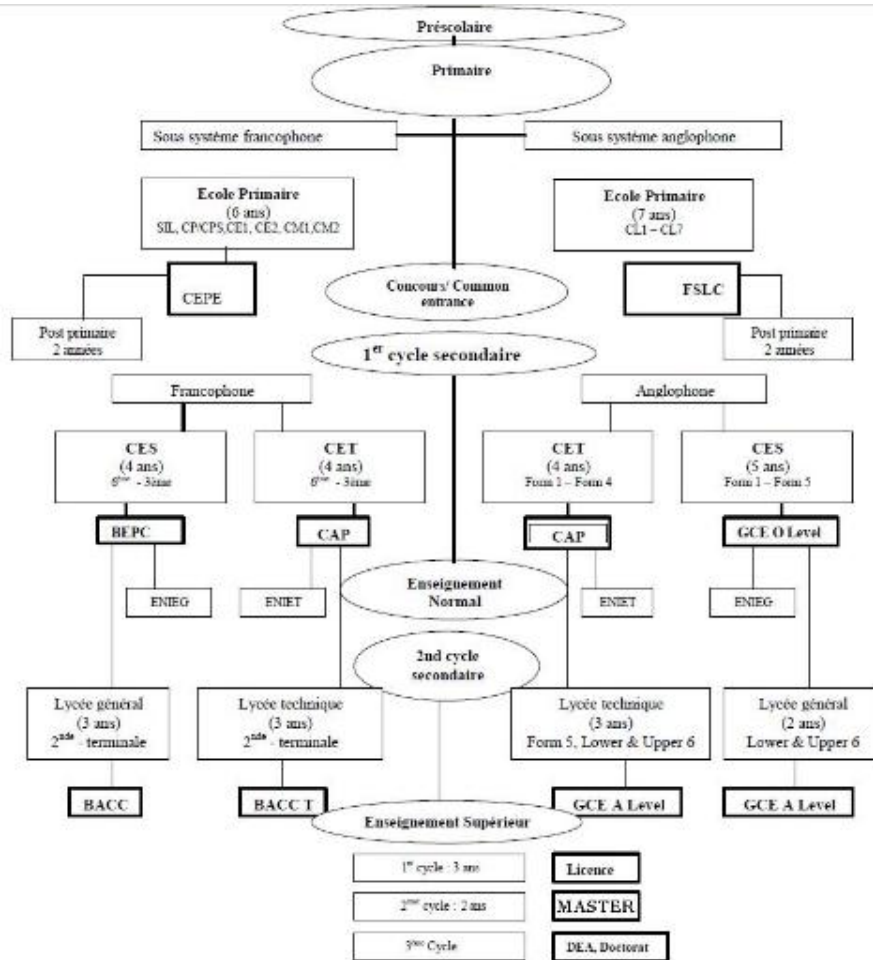 Préscolaire
Primaire
Sous système francophone
Sous système anglophone
Ecole Primaire
(6 ans)
SIL, CP/CPS,CE1, CE2, CM1,CM2
Ecole Primaire
(7 ans)
CL1 – CL7
CEPE
Concours/ Common
entrance
FSLC
Post primaire
2 années
1er cycle secondaire
Post primaire
2 années
Francophone
Anglophone
CES
(4 ans)
6ème - 3ème
CET
(4 ans)
6ème - 3ème
CET
(4 ans)
Form 1 – Form 4
CES
(5 ans)
Form 1 – Form 5
BEPC
CAP
CAP
GCE O Level
ENIEG
ENIET
Enseignement
Normal
ENIET
ENIEG
2nd cycle
secondaire
Lycée général
(3 ans)
2nde - terminale
Lycée technique
(3 ans)
2nde - terminale
Lycée technique
(3 ans)
Form 5, Lower & Upper 6
Lycée général
(2 ans)
Lower & Upper 6
BACC
BACC T
GCE A Level
GCE A Level
Enseignement Supérieur
1er cycle : 3 ans
Licence
2ème cycle : 2 ans
MASTER
3ème Cycle
DEA, Doctorat